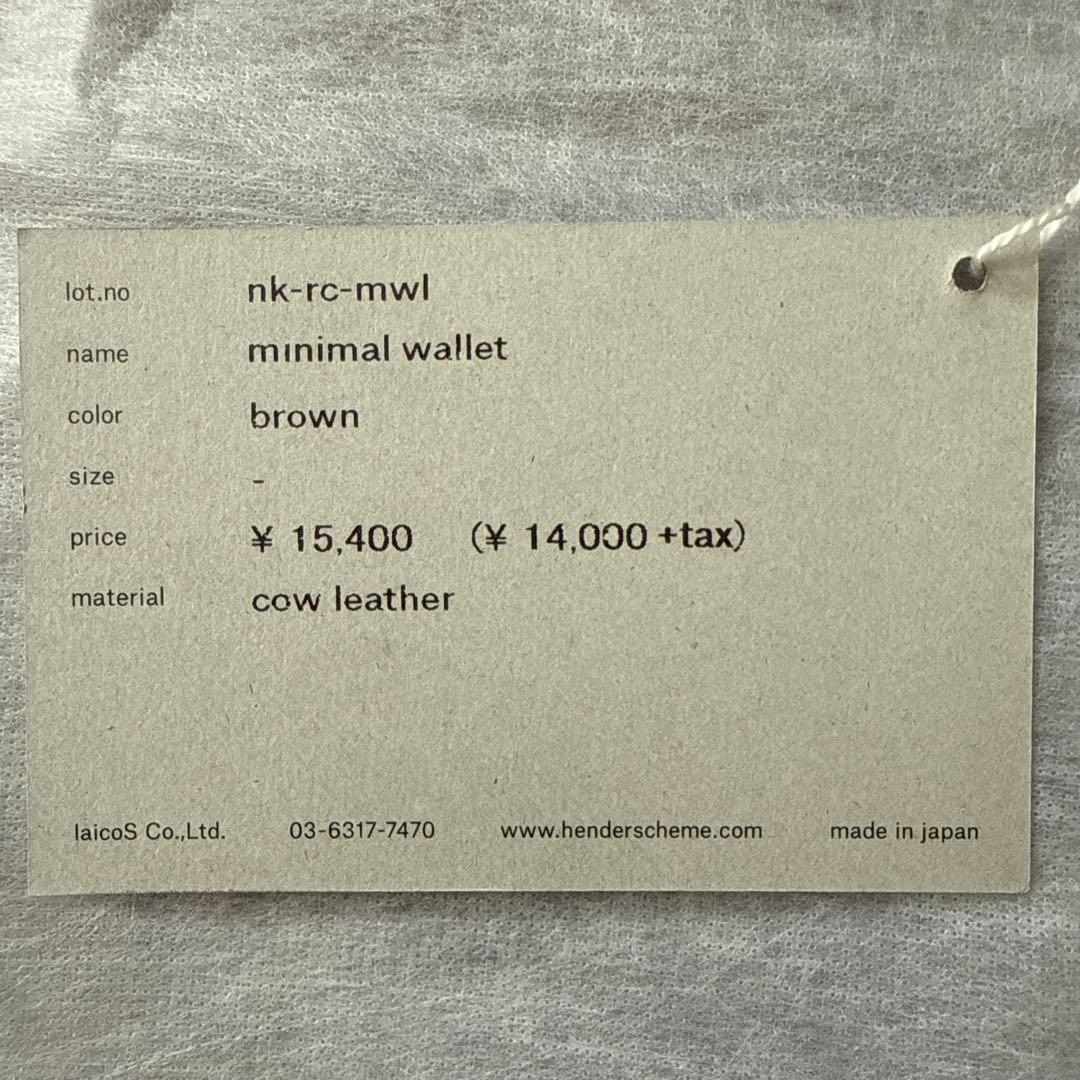 lot.no nk-rc-mwl
name minimal wallet
color brown
size -
price ¥ 15,400 (¥ 14,000 +tax)
material cow leather
laicoS Co.,Ltd. 03-6317-7470 www.henderscheme.com made in japan